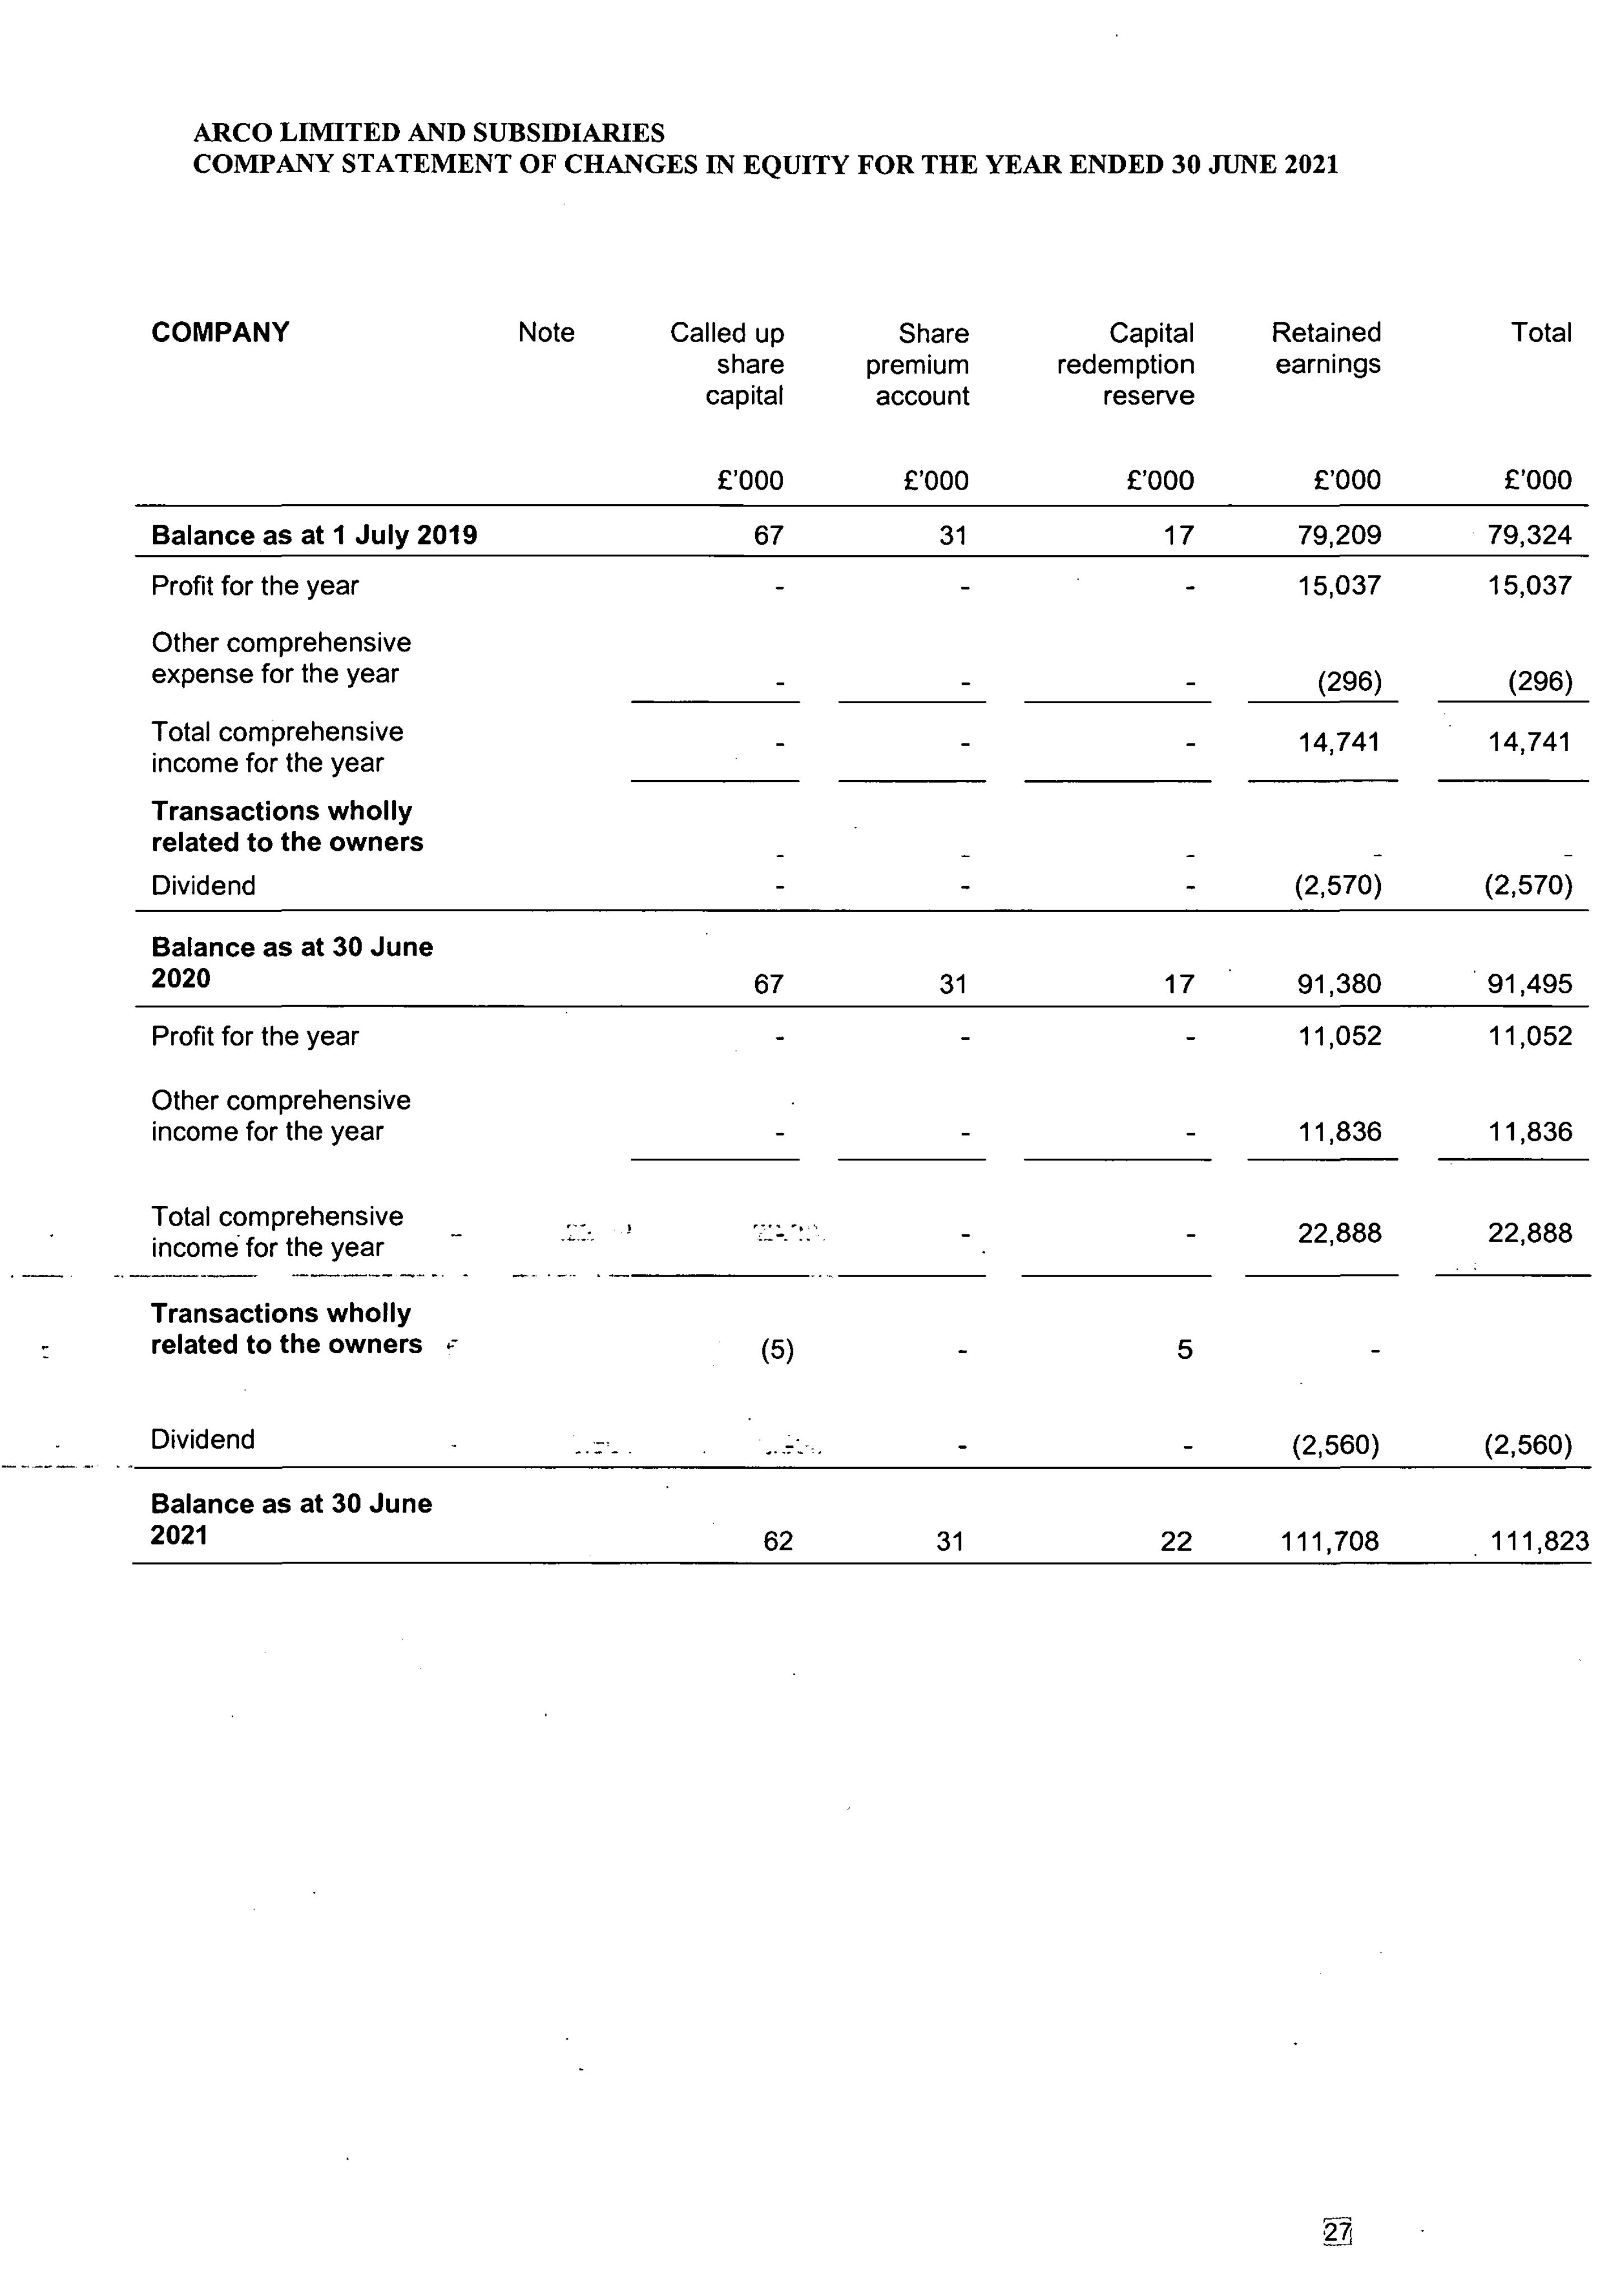 ARCO LIMITED AND SUBSIDIARIES
COMPANY STATEMENT OF CHANGES IN EQUITY FOR THE YEAR ENDED 30 JUNE 2021
COMPANY Note Called up Share Capital Retained Total
share premium redemption earnings
capital account reserve
£'000 £'000 £'000 £'000 £'000
Balance as at 1 July 2019 67 31 17 79,209 79,324
Profit for the year - - - 15,037 15,037
Other comprehensive
expense for the year - - - (296) (296)
Total comprehensive
income for the year - - - 14,741 14,741
Transactions wholly
related to the owners - - - - -
Dividend - - - (2,570) (2,570)
Balance as at 30 June
2020 67 31 17 91,380 91,495
Profit for the year - - - 11,052 11,052
Other comprehensive
income for the year - - - 11,836 11,836
Total comprehensive
income for the year - - - 22,888 22,888
Transactions wholly
related to the owners (5) - 5 -
Dividend - - - (2,560) (2,560)
Balance as at 30 June
2021 62 31 22 111,708 111,823
27